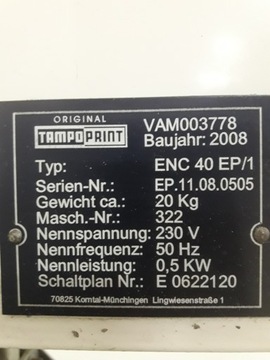 ORIGINAL
TAMPOPRINT
VAM003778
Baujahr: 2008
Typ: ENC 40 EP/1
Serien-Nr.: EP.11.08.0505
Gewicht ca.: 20 Kg
Masch.-Nr.: 322
Nennspannung: 230 V
Nennfrequenz: 50 Hz
Nennleistung: 0,5 KW
Schaltplan Nr.: E 0622120
70825 Korntal-Münchingen Lingwiesenstraße 1